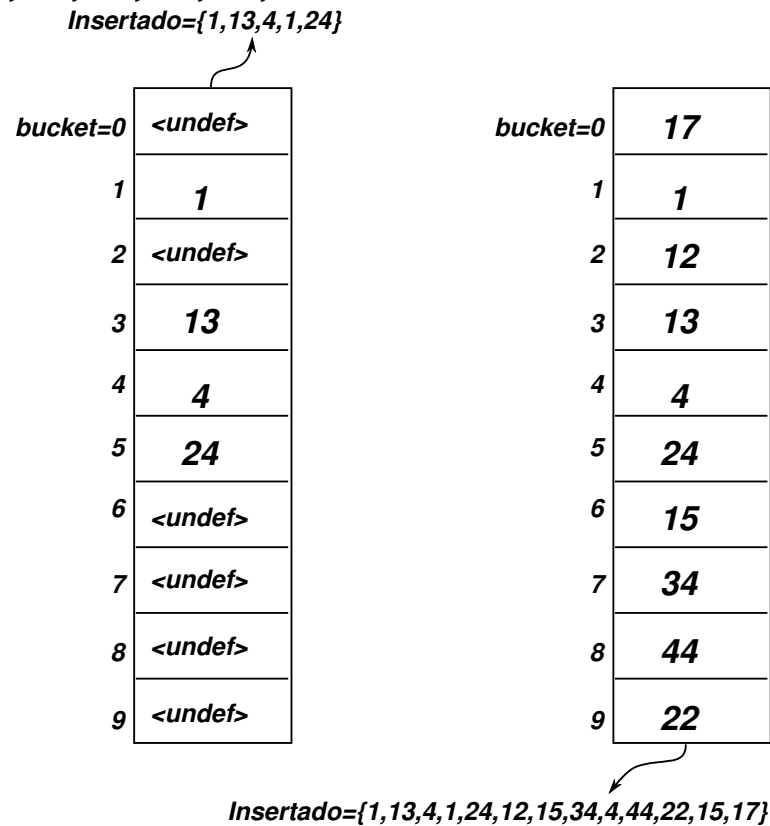 Insertado={1,13,4,1,24}
bucket=0 <undef>
1 1
2 <undef>
3 13
4 4
5 24
6 <undef>
7 <undef>
8 <undef>
9 <undef>
bucket=0 17
1 1
2 12
3 13
4 4
5 24
6 15
7 34
8 44
9 22
Insertado={1,13,4,1,24,12,15,34,4,44,22,15,17}